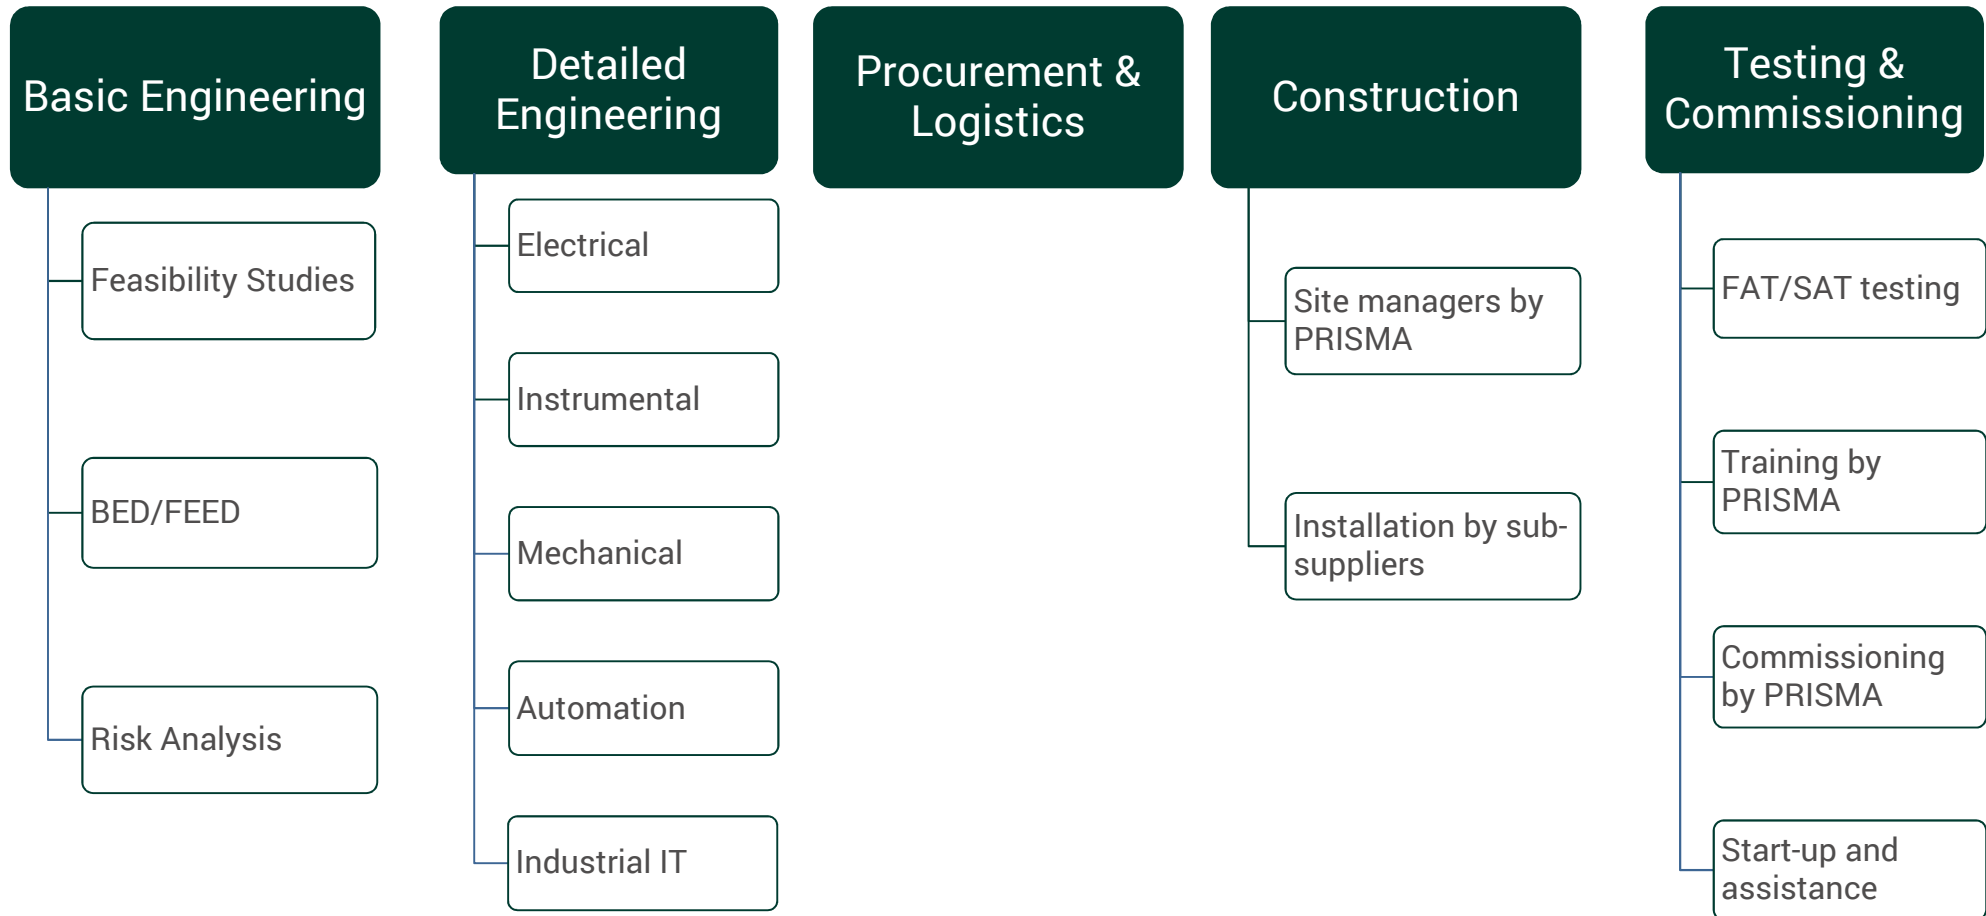 Basic Engineering
Feasibility Studies
BED/FEED
Risk Analysis
Detailed
Engineering
Electrical
Instrumental
Mechanical
Automation
Industrial IT
Procurement &
Logistics
Construction
Site managers by
PRISMA
Installation by sub-
suppliers
Testing &
Commissioning
FAT/SAT testing
Training by
PRISMA
Commissioning
by PRISMA
Start-up and
assistance